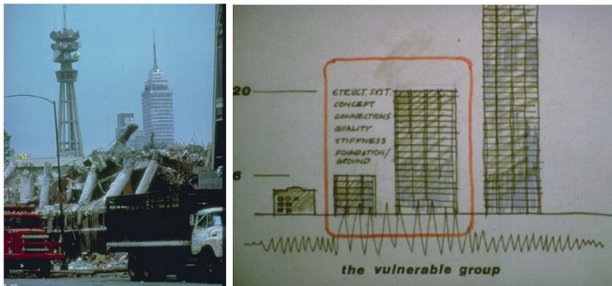 20
STRUCT. SYST.
CONCEPT
CONNECTIONS
QUALITY
STIFFNESS
FOUNDATION/
GROUND
6
the vulnerable group